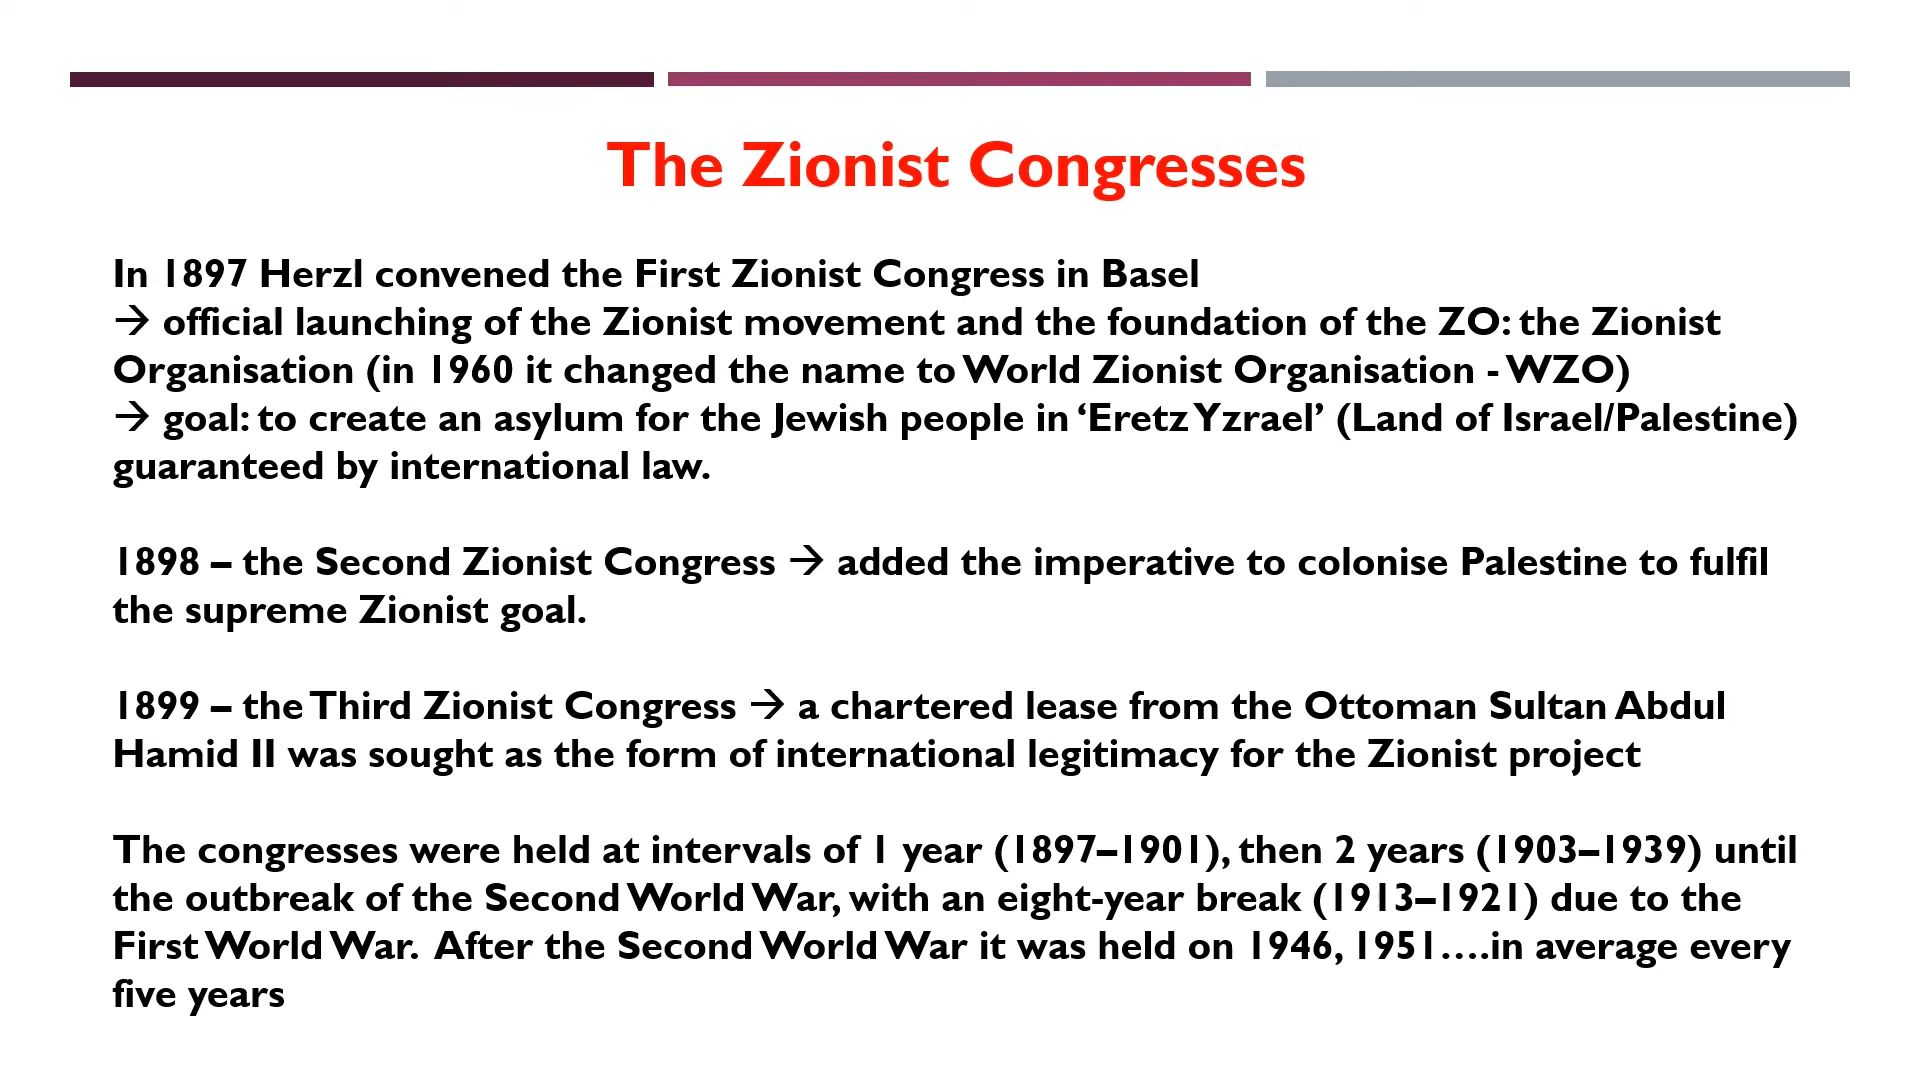 The Zionist Congresses
In 1897 Herzl convened the First Zionist Congress in Basel
→ official launching of the Zionist movement and the foundation of the ZO: the Zionist
Organisation (in 1960 it changed the name to World Zionist Organisation - WZO)
→ goal: to create an asylum for the Jewish people in ‘Eretz Yzrael’ (Land of Israel/Palestine)
guaranteed by international law.
1898 – the Second Zionist Congress → added the imperative to colonise Palestine to fulfil
the supreme Zionist goal.
1899 – the Third Zionist Congress → a chartered lease from the Ottoman Sultan Abdul
Hamid II was sought as the form of international legitimacy for the Zionist project
The congresses were held at intervals of 1 year (1897–1901), then 2 years (1903–1939) until
the outbreak of the Second World War, with an eight-year break (1913–1921) due to the
First World War.  After the Second World War it was held on 1946, 1951….in average every
five years